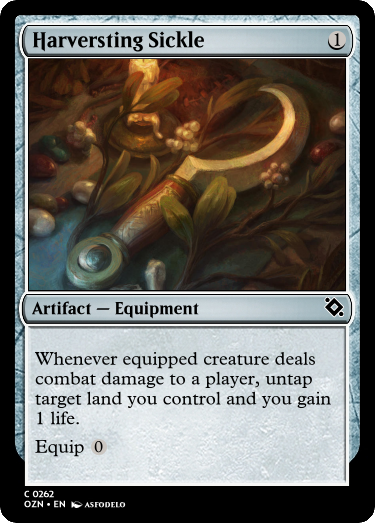 Harversting Sickle 1
Artifact — Equipment
Whenever equipped creature deals
combat damage to a player, untap
target land you control and you gain
1 life.
Equip 0
C 0262
OZN • EN ASFODELO